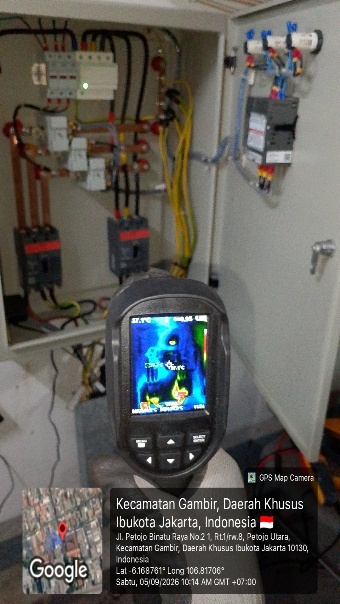 GPS Map Camera
Kecamatan Gambir, Daerah Khusus
Ibukota Jakarta, Indonesia 🇮🇩
Jl. Petojo Binatu Raya No.2 1, Rt.1/rw.8, Petojo Utara,
Kecamatan Gambir, Daerah Khusus Ibukota Jakarta 10130,
Indonesia
Lat -6.168761° Long 106.81706°
Sabtu, 05/09/2026 10:14 AM GMT+07:00
Google